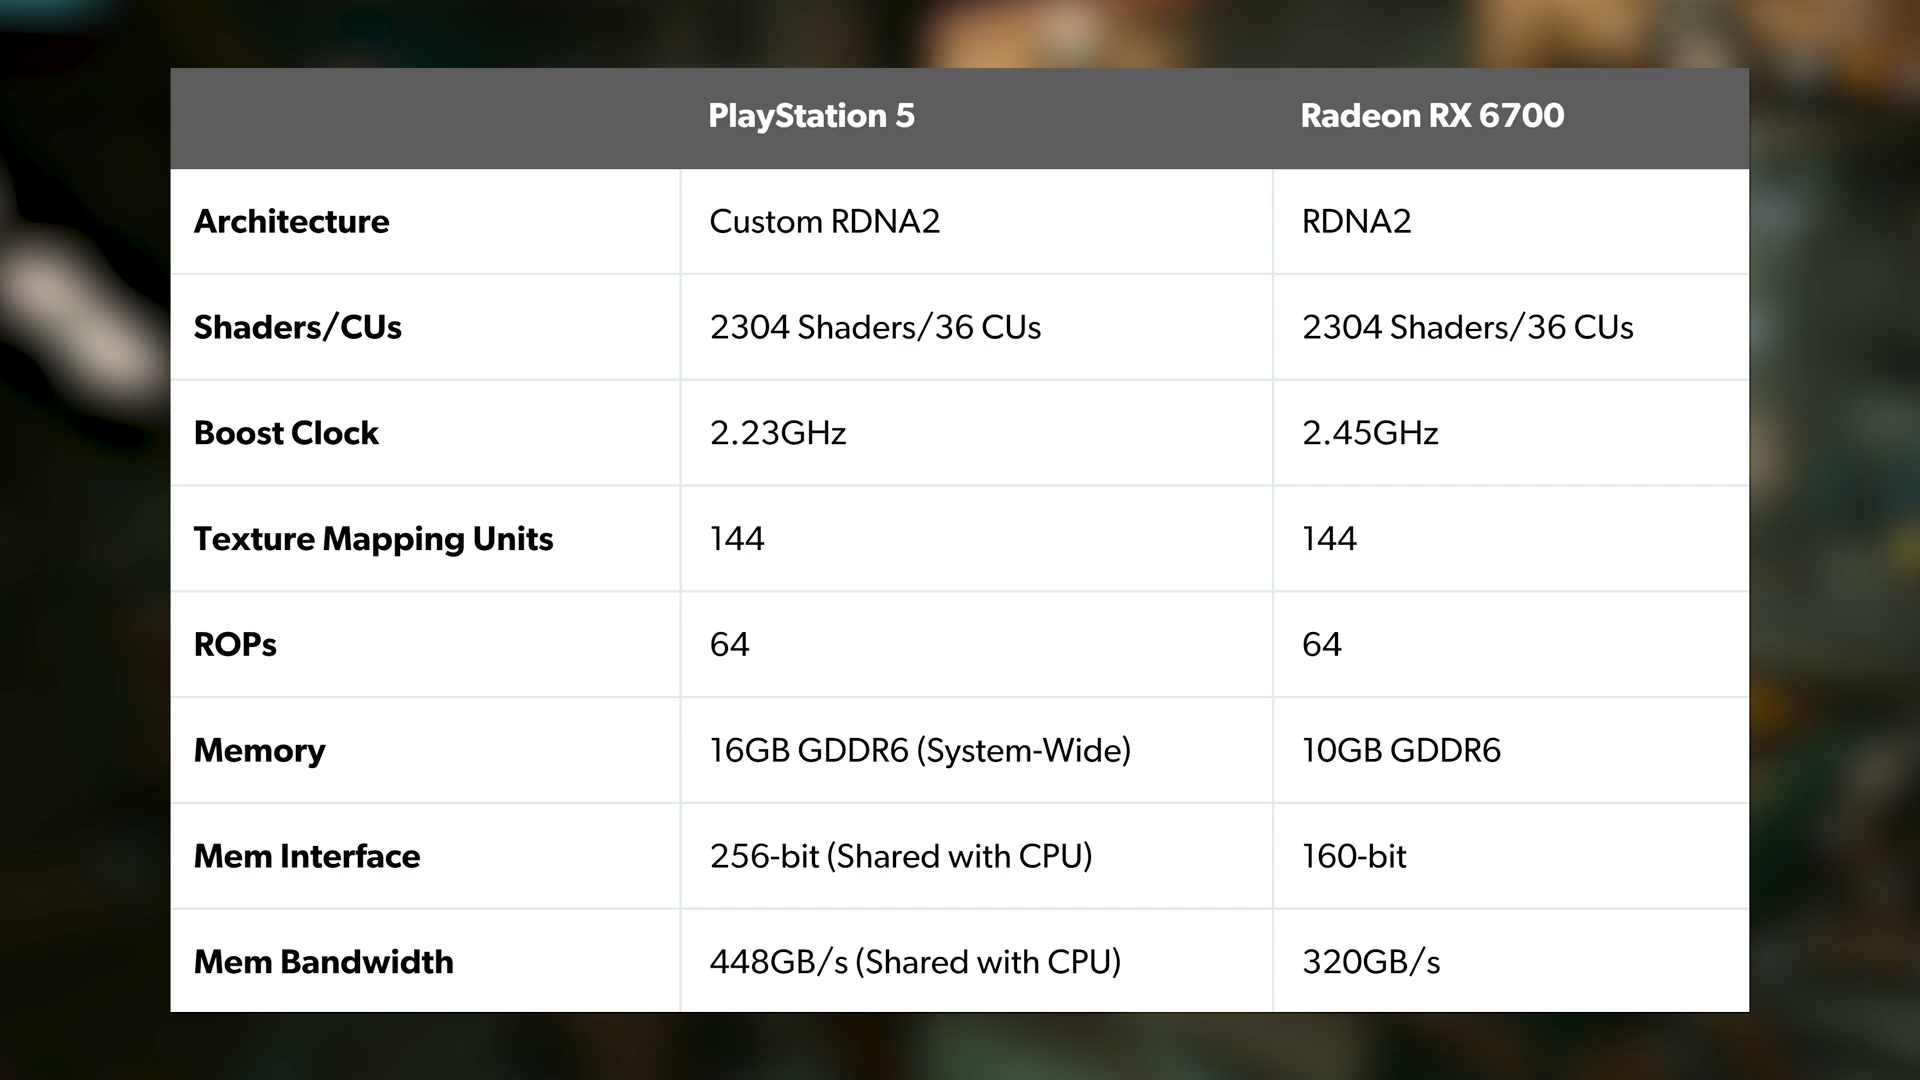 PlayStation 5 Radeon RX 6700
Architecture Custom RDNA2 RDNA2
Shaders/CUs 2304 Shaders/36 CUs 2304 Shaders/36 CUs
Boost Clock 2.23GHz 2.45GHz
Texture Mapping Units 144 144
ROPs 64 64
Memory 16GB GDDR6 (System-Wide) 10GB GDDR6
Mem Interface 256-bit (Shared with CPU) 160-bit
Mem Bandwidth 448GB/s (Shared with CPU) 320GB/s